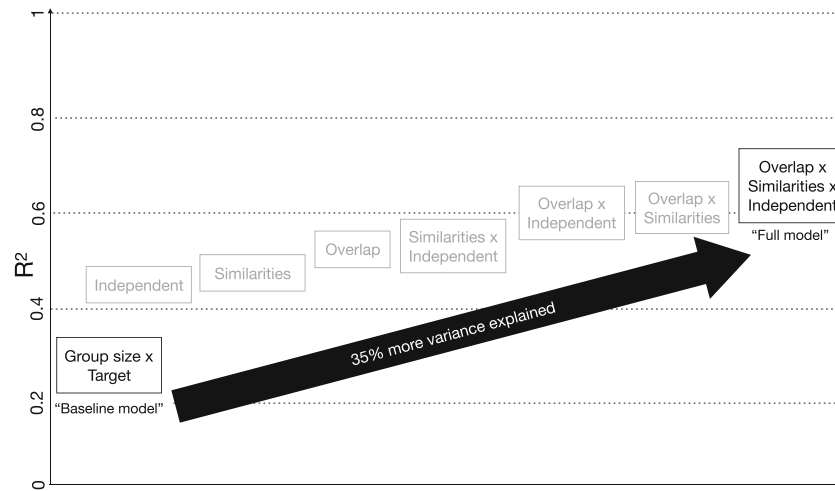 1
0.8
0.6
0.4
0.2
0
R²
Group size x
Target
"Baseline model"
Independent
Similarities
Overlap
Similarities x
Independent
Overlap x
Independent
Overlap x
Similarities
Overlap x
Similarities x
Independent
"Full model"
35% more variance explained